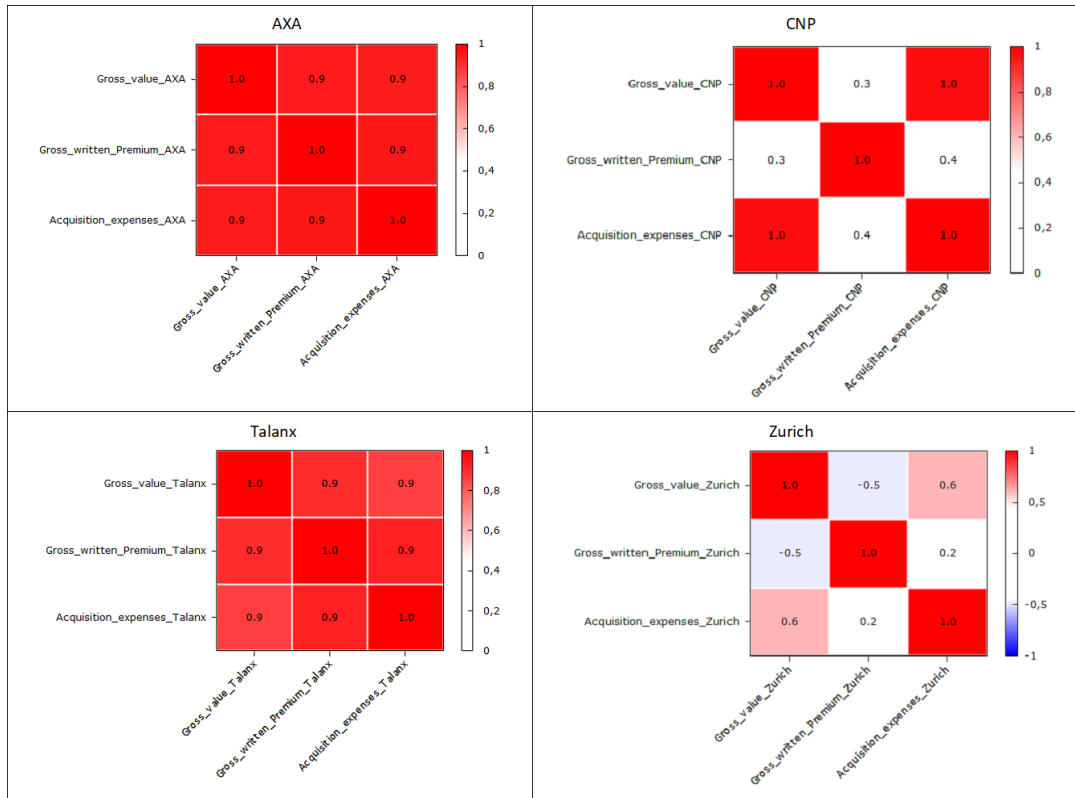 AXA
Gross_value_AXA
1.0 0.9 0.9
Gross_written_Premium_AXA
0.9 1.0 0.9
Acquisition_expenses_AXA
0.9 0.9 1.0
1
0,8
0,6
0,4
0,2
0
Gross_value_AXA
Gross_written_Premium_AXA
Acquisition_expenses_AXA
CNP
Gross_value_CNP
1.0 0.3 1.0
Gross_written_Premium_CNP
0.3 1.0 0.4
Acquisition_expenses_CNP
1.0 0.4 1.0
1
0,8
0,6
0,4
0,2
0
Gross_value_CNP
Gross_written_Premium_CNP
Acquisition_expenses_CNP
Talanx
Gross_value_Talanx
1.0 0.9 0.9
Gross_written_Premium_Talanx
0.9 1.0 0.9
Acquisition_expenses_Talanx
0.9 0.9 1.0
1
0,8
0,6
0,4
0,2
0
Gross_value_Talanx
Gross_written_Premium_Talanx
Acquisition_expenses_Talanx
Zurich
Gross_value_Zurich
1.0 -0.5 0.6
Gross_written_Premium_Zurich
-0.5 1.0 0.2
Acquisition_expenses_Zurich
0.6 0.2 1.0
1
0,5
0
-0,5
-1
Gross_value_Zurich
Gross_written_Premium_Zurich
Acquisition_expenses_Zurich